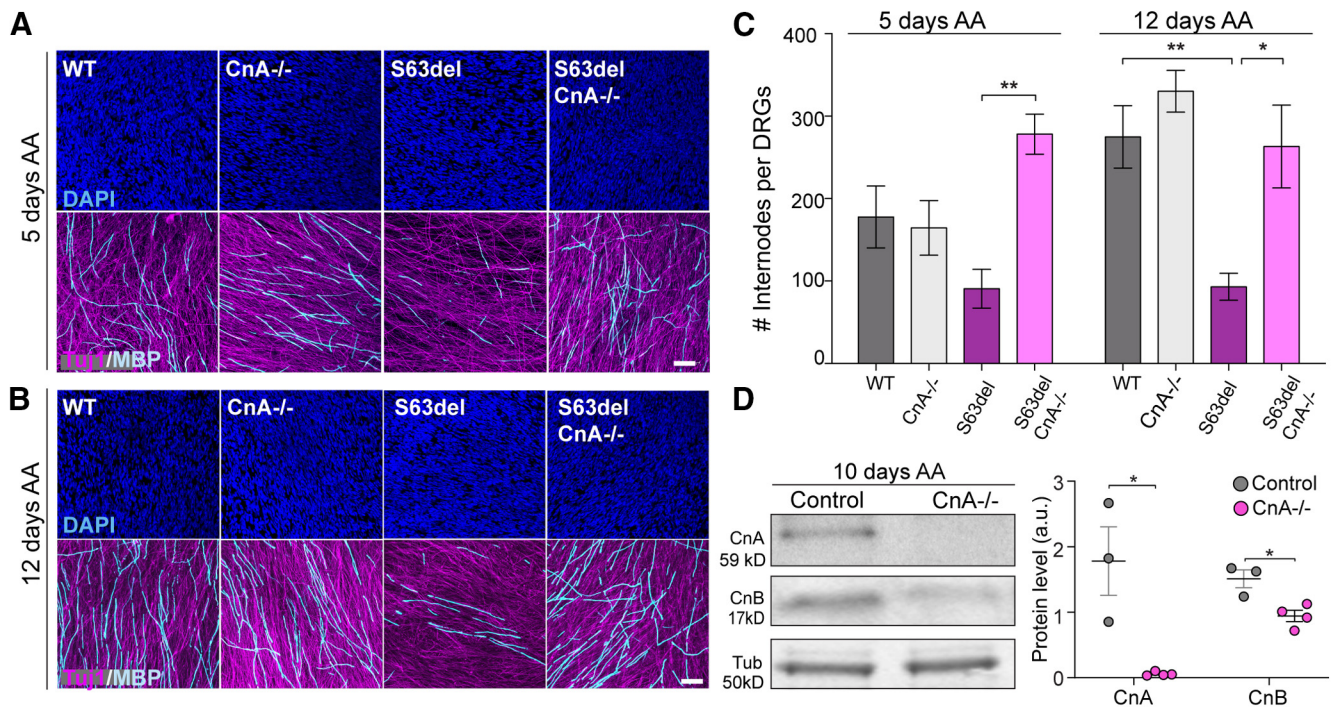 A
5 days AA
WT
CnA-/-
S63del
S63del
CnA-/-
DAPI
TUJ1/MBP
B
12 days AA
WT
CnA-/-
S63del
S63del
CnA-/-
DAPI
TUJ1/MBP
C
5 days AA
12 days AA
# Internodes per DRGs
400
300
200
100
0
**
**
*
WT
CnA-/-
S63del
S63del
CnA-/-
WT
CnA-/-
S63del
S63del
CnA-/-
D
10 days AA
Control
CnA-/-
CnA
59 kD
CnB
17kD
Tub
50kD
Protein level (a.u.)
3
2
1
0
*
*
Control
CnA-/-
CnA
CnB